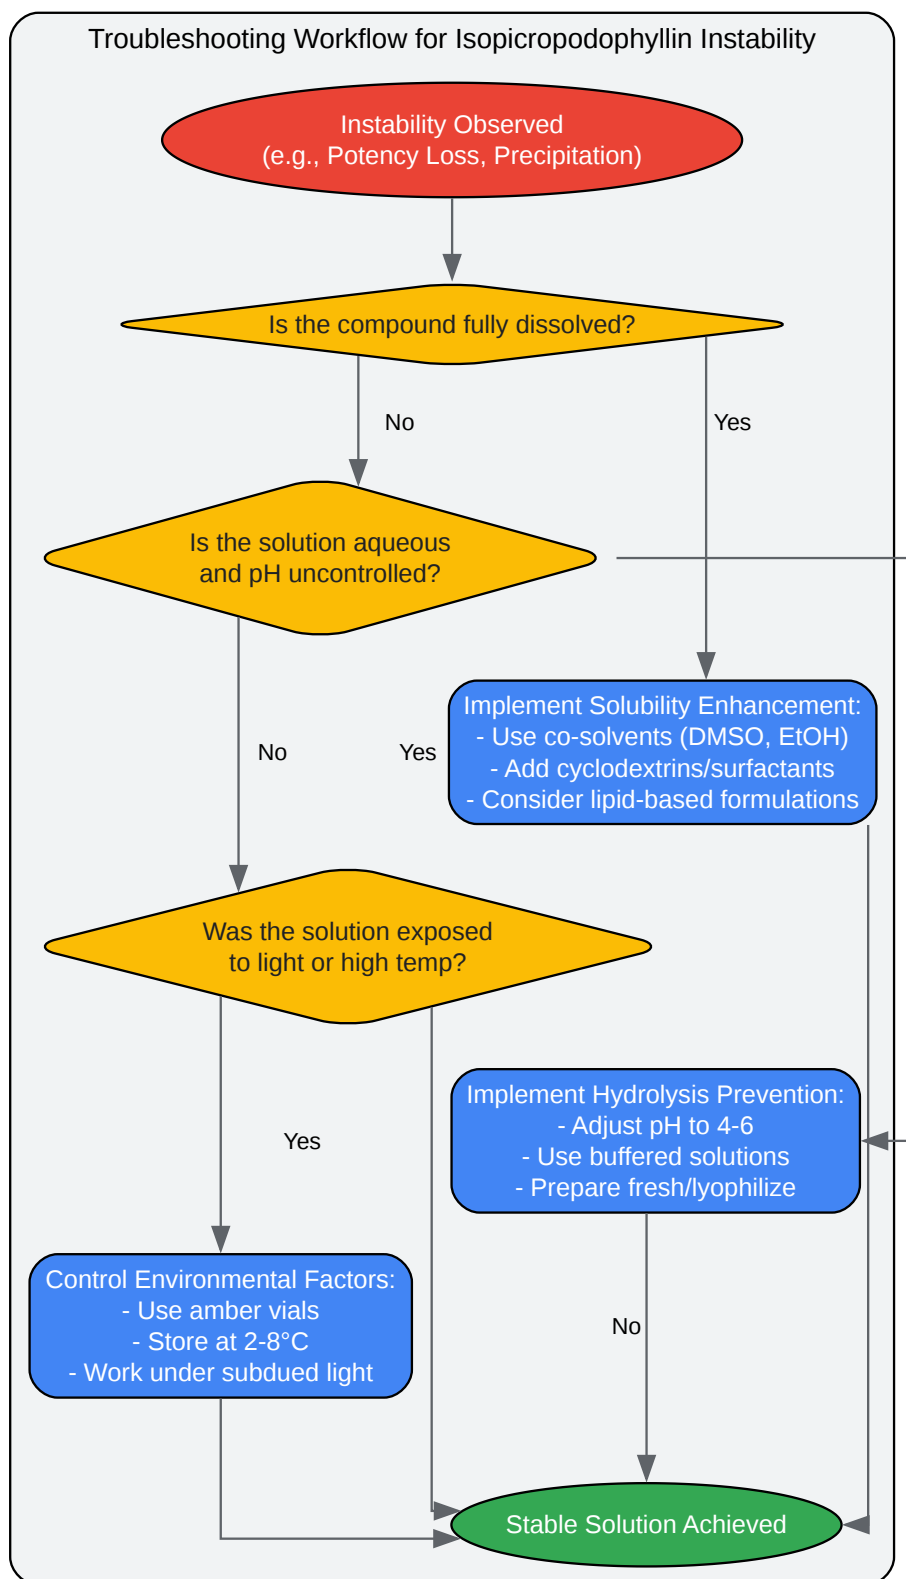 Troubleshooting Workflow for Isopicropodophyllin Instability
Instability Observed
(e.g., Potency Loss, Precipitation)
Is the compound fully dissolved?
No
Yes
Is the solution aqueous
and pH uncontrolled?
Implement Solubility Enhancement:
- Use co-solvents (DMSO, EtOH)
- Add cyclodextrins/surfactants
- Consider lipid-based formulations
No
Yes
Was the solution exposed
to light or high temp?
Implement Hydrolysis Prevention:
- Adjust pH to 4-6
- Use buffered solutions
- Prepare fresh/lyophilize
Yes
Control Environmental Factors:
- Use amber vials
- Store at 2-8°C
- Work under subdued light
No
Stable Solution Achieved